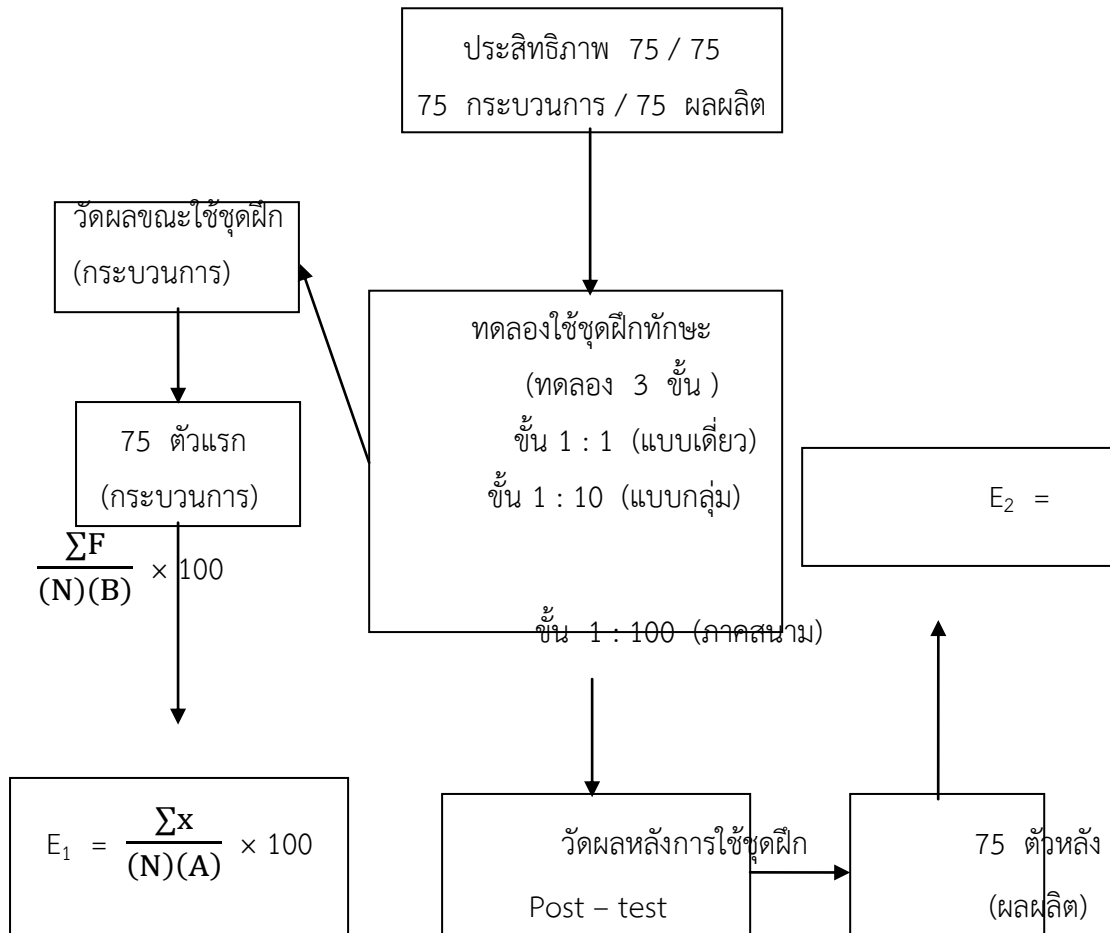 ประสิทธิภาพ 75 / 75
75 กระบวนการ / 75 ผลผลิต
วัดผลขณะใช้ชุดฝึก
(กระบวนการ)
ทดลองใช้ชุดฝึกทักษะ
(ทดลอง 3 ขั้น )
ขั้น 1 : 1 (แบบเดี่ยว)
ขั้น 1 : 10 (แบบกลุ่ม)
ขั้น 1 : 100 (ภาคสนาม)
75 ตัวแรก
(กระบวนการ)
∑F
(N)(B) × 100
E₂ =
E₁ = ∑x
(N)(A) × 100
วัดผลหลังการใช้ชุดฝึก
Post – test
75 ตัวหลัง
(ผลผลิต)